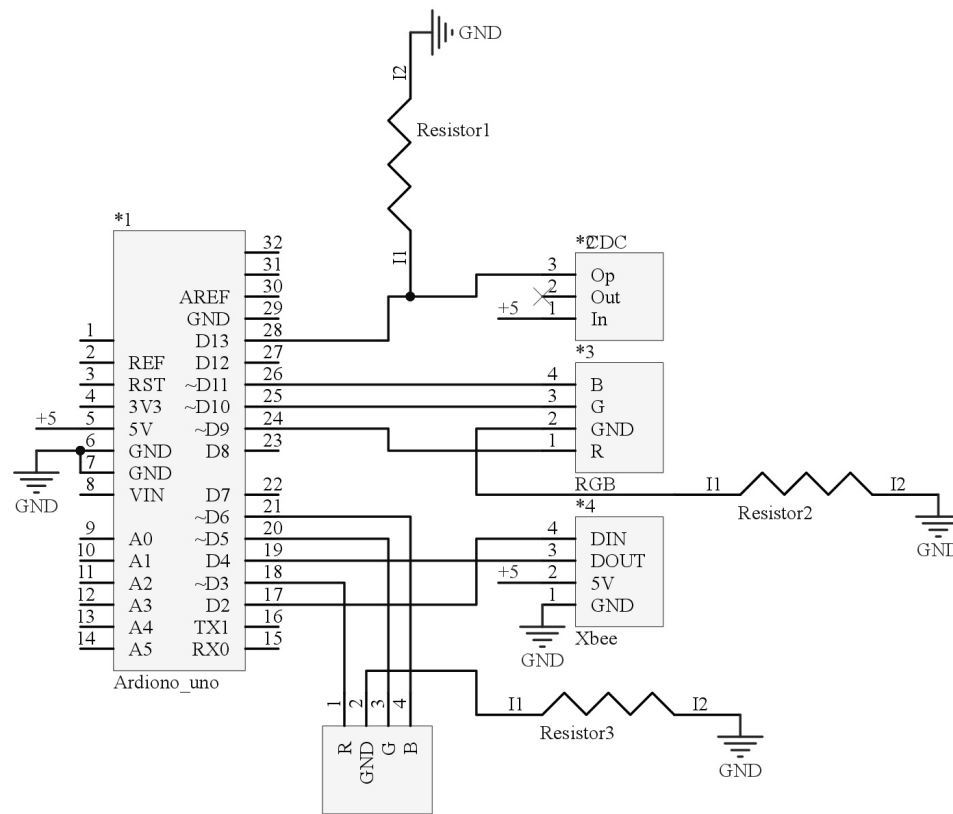 GND
I2
Resistor1
I1
*1
32
31
30 AREF
29 GND
28 D13
27 D12
26 ~D11
25 ~D10
24 ~D9
23 D8
22 D7
21 ~D6
20 ~D5
19 D4
18 ~D3
17 D2
16 TX1
15 RX0
1
2 REF
3 RST
4 3V3
+5 5 5V
6 GND
7 GND
GND
8 VIN
9 A0
10 A1
11 A2
12 A3
13 A4
14 A5
Ardiono_uno
CDC
3 Op
2 Out
+5 1 In
*3
4 B
3 G
2 GND
1 R
RGB
I1
I2
Resistor2
GND
*4
4 DIN
3 DOUT
+5 2 5V
1 GND
GND
Xbee
I1
I2
Resistor3
GND
1 2 3 4
R GND G B